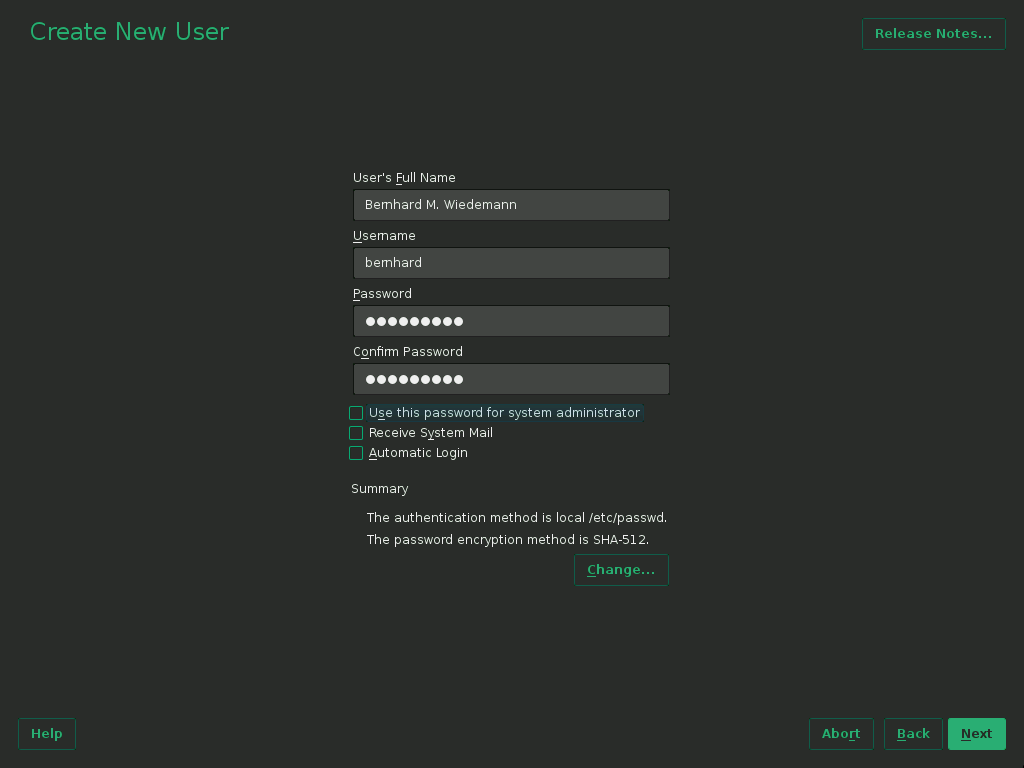 Create New User
Release Notes...
User's Full Name
Bernhard M. Wiedemann
Username
bernhard
Password
●●●●●●●●●
Confirm Password
●●●●●●●●●
Use this password for system administrator
Receive System Mail
Automatic Login
Summary
The authentication method is local /etc/passwd.
The password encryption method is SHA-512.
Change...
Help
Abort
Back
Next